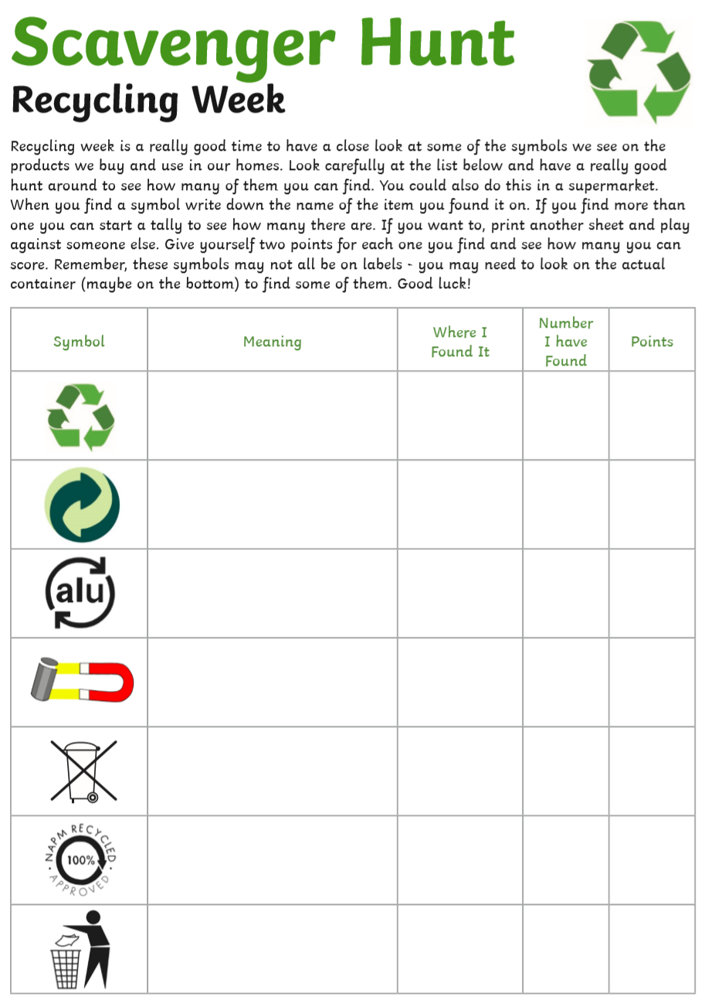 Scavenger Hunt
Recycling Week
Recycling week is a really good time to have a close look at some of the symbols we see on the
products we buy and use in our homes. Look carefully at the list below and have a really good
hunt around to see how many of them you can find. You could also do this in a supermarket.
When you find a symbol write down the name of the item you found it on. If you find more than
one you can start a tally to see how many there are. If you want to, print another sheet and play
against someone else. Give yourself two points for each one you find and see how many you can
score. Remember, these symbols may not all be on labels - you may need to look on the actual
container (maybe on the bottom) to find some of them. Good luck!
Symbol
Meaning
Where I
Found It
Number
I have
Found
Points
alu
NAPM RECYCLED
100%
APPROVED